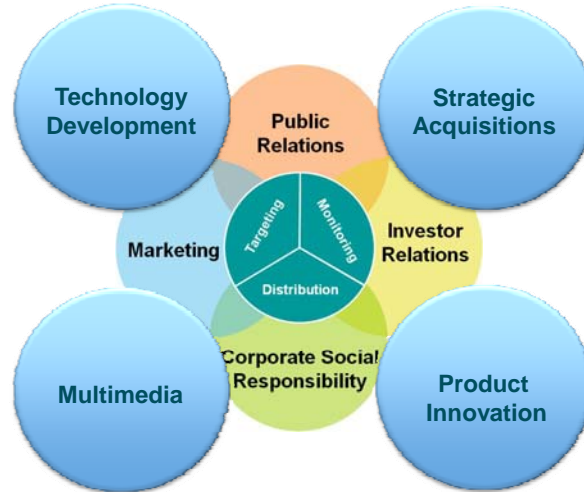 Technology
Development
Strategic
Acquisitions
Public
Relations
Targeting
Monitoring
Marketing
Investor
Relations
Distribution
Corporate Social
Responsibility
Multimedia
Product
Innovation